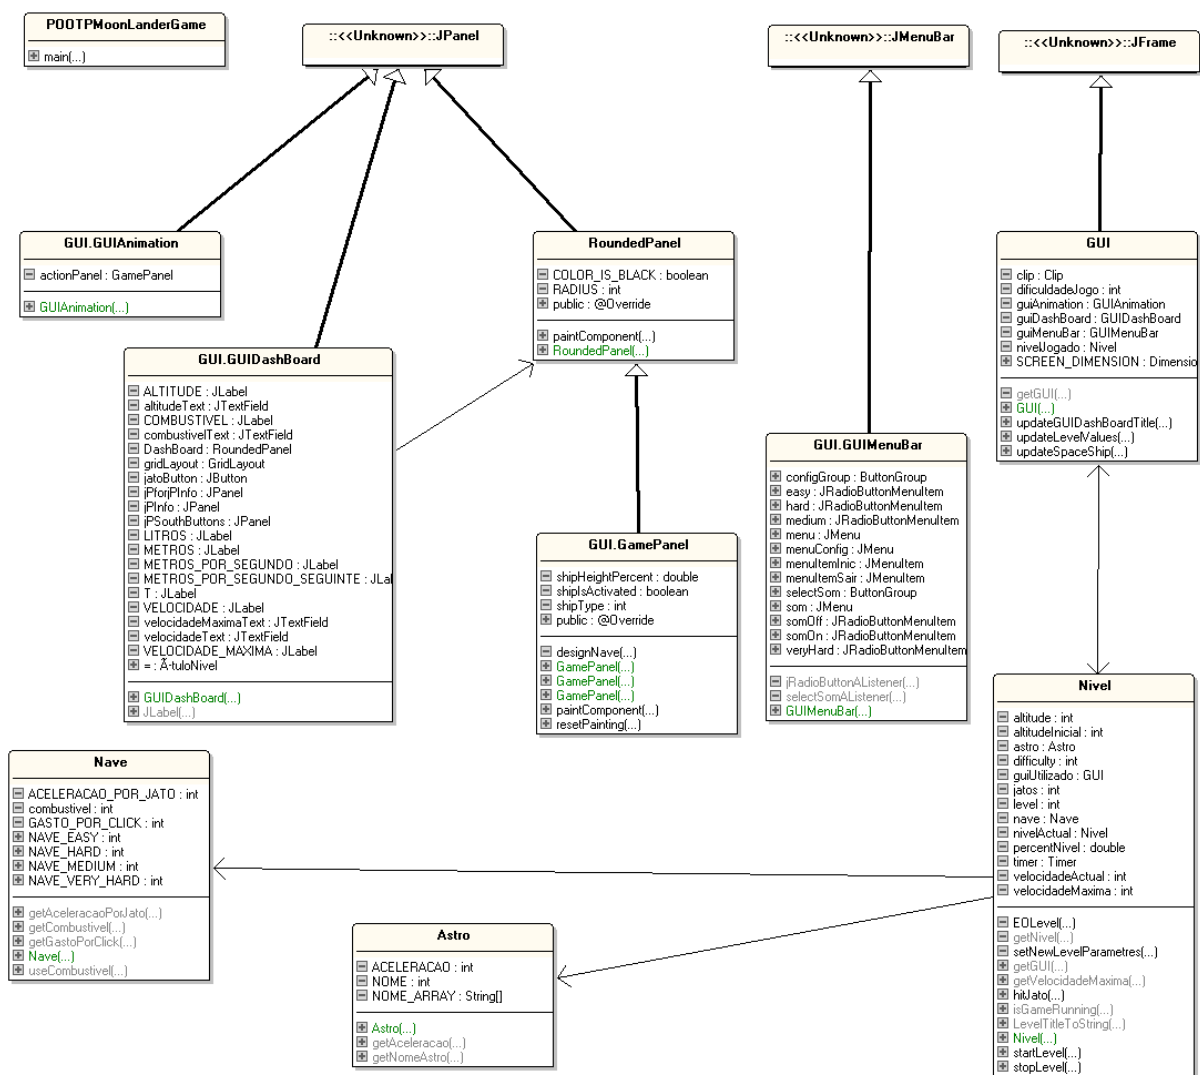 POOTPMoonLanderGame
main(...)
::<<Unknown>>::JPanel
::<<Unknown>>::JMenuBar
::<<Unknown>>::JFrame
GUI.GUIAnimation
actionPanel : GamePanel
GUIAnimation(...)
RoundedPanel
COLOR_IS_BLACK : boolean
RADIUS : int
public : @Override
paintComponent(...)
RoundedPanel(...)
GUI
clip : Clip
dificuldadeJogo : int
guiAnimation : GUIAnimation
guiDashBoard : GUIDashBoard
guiMenuBar : GUIMenuBar
nivelJogado : Nivel
SCREEN_DIMENSION : Dimensio
getGUI(...)
GUI(...)
updateGUIDashBoardTitle(...)
updateLevelValues(...)
updateSpaceShip(...)
GUI.GUIDashBoard
ALTITUDE : JLabel
altitudeText : JTextField
COMBUSTIVEL : JLabel
combustivelText : JTextField
DashBoard : RoundedPanel
gridLayout : GridLayout
jatoButton : JButton
jPforjPInfo : JPanel
jPInfo : JPanel
jPSouthButtons : JPanel
LITROS : JLabel
METROS : JLabel
METROS_POR_SEGUNDO : JLabel
METROS_POR_SEGUNDO_SEGUINTE : JLal
T : JLabel
VELOCIDADE : JLabel
velocidadeMaximaText : JTextField
velocidadeText : JTextField
VELOCIDADE_MAXIMA : JLabel
= : Ã·tuloNivel
GUIDashBoard(...)
JLabel(...)
GUI.GUIMenuBar
configGroup : ButtonGroup
easy : JRadioButtonMenuItem
hard : JRadioButtonMenuItem
medium : JRadioButtonMenuItem
menu : JMenu
menuConfig : JMenu
menuItemInic : JMenuItem
menuItemSair : JMenuItem
selectSom : ButtonGroup
som : JMenu
somOff : JRadioButtonMenuItem
somOn : JRadioButtonMenuItem
veryHard : JRadioButtonMenuItem
jRadioButtonAListener(...)
selectSomAListener(...)
GUIMenuBar(...)
GUI.GamePanel
shipHeightPercent : double
shipIsActivated : boolean
shipType : int
public : @Override
designNave(...)
GamePanel(...)
GamePanel(...)
GamePanel(...)
paintComponent(...)
resetPainting(...)
Nivel
altitude : int
altitudeInicial : int
astro : Astro
difficulty : int
guiUtilizado : GUI
jatos : int
level : int
nave : Nave
nivelActual : Nivel
percentNivel : double
timer : Timer
velocidadeActual : int
velocidadeMaxima : int
EOLevel(...)
getNivel(...)
setNewLevelParametres(...)
getGUI(...)
getVelocidadeMaxima(...)
hitJato(...)
isGameRunning(...)
LevelTitleToString(...)
Nivel(...)
startLevel(...)
stopLevel(...)
Nave
ACELERACAO_POR_JATO : int
combustivel : int
GASTO_POR_CLICK : int
NAVE_EASY : int
NAVE_HARD : int
NAVE_MEDIUM : int
NAVE_VERY_HARD : int
getAceleracaoPorJato(...)
getCombustivel(...)
getGastoPorClick(...)
Nave(...)
useCombustivel(...)
Astro
ACELERACAO : int
NOME : int
NOME_ARRAY : String[]
Astro(...)
getAceleracao(...)
getNomeAstro(...)